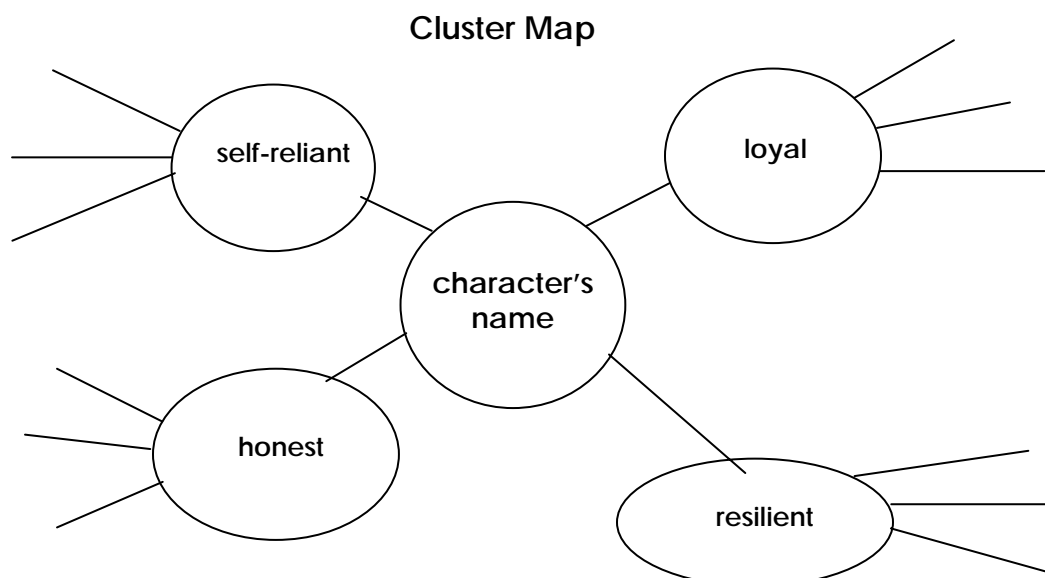 Cluster Map
self-reliant
loyal
character's
name
honest
resilient